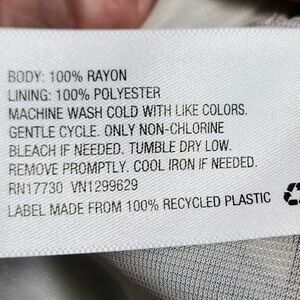 BODY: 100% RAYON
LINING: 100% POLYESTER
MACHINE WASH COLD WITH LIKE COLORS.
GENTLE CYCLE. ONLY NON-CHLORINE
BLEACH IF NEEDED. TUMBLE DRY LOW.
REMOVE PROMPTLY. COOL IRON IF NEEDED.
RN17730 VN1299629
LABEL MADE FROM 100% RECYCLED PLASTIC